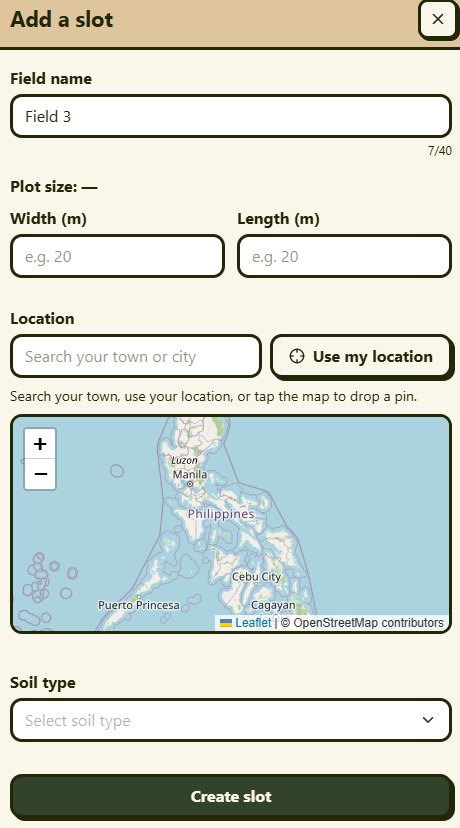 Add a slot
Field name
Field 3
7/40
Plot size: —
Width (m) Length (m)
e.g. 20 e.g. 20
Location
Search your town or city Use my location
Search your town, use your location, or tap the map to drop a pin.
+
−
Luzon
Manila
Philippines
Cebu City
Puerto Princesa Cagayan
Leaflet | © OpenStreetMap contributors
Soil type
Select soil type
Create slot